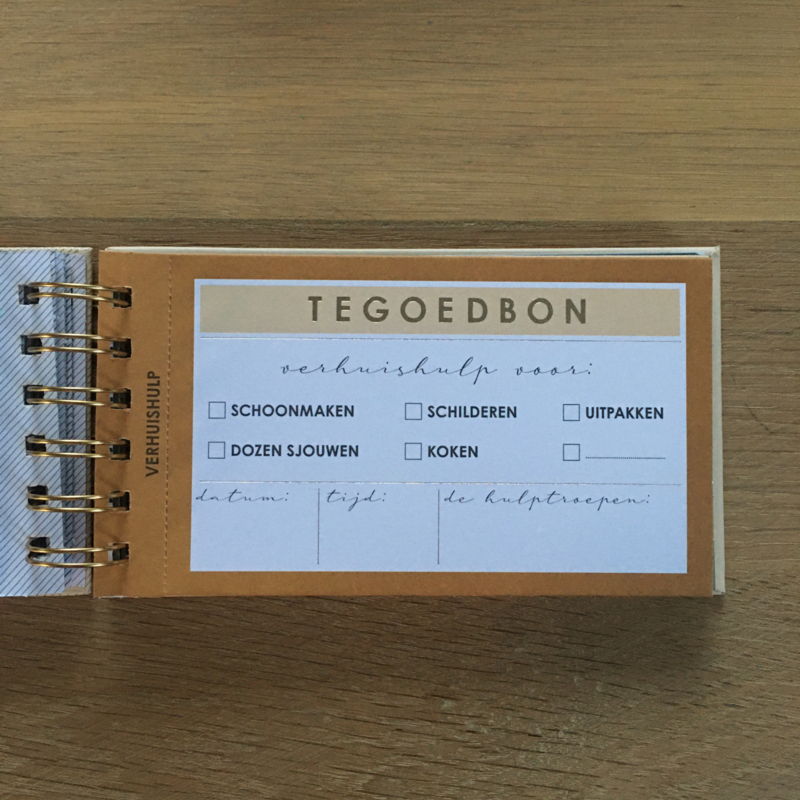 TEGOEDBON
verhuishulp voor:
SCHOONMAKEN SCHILDEREN UITPAKKEN
DOZEN SJOUWEN KOKEN
datum: tijd: de hulptroepen:
VERHUISHULP